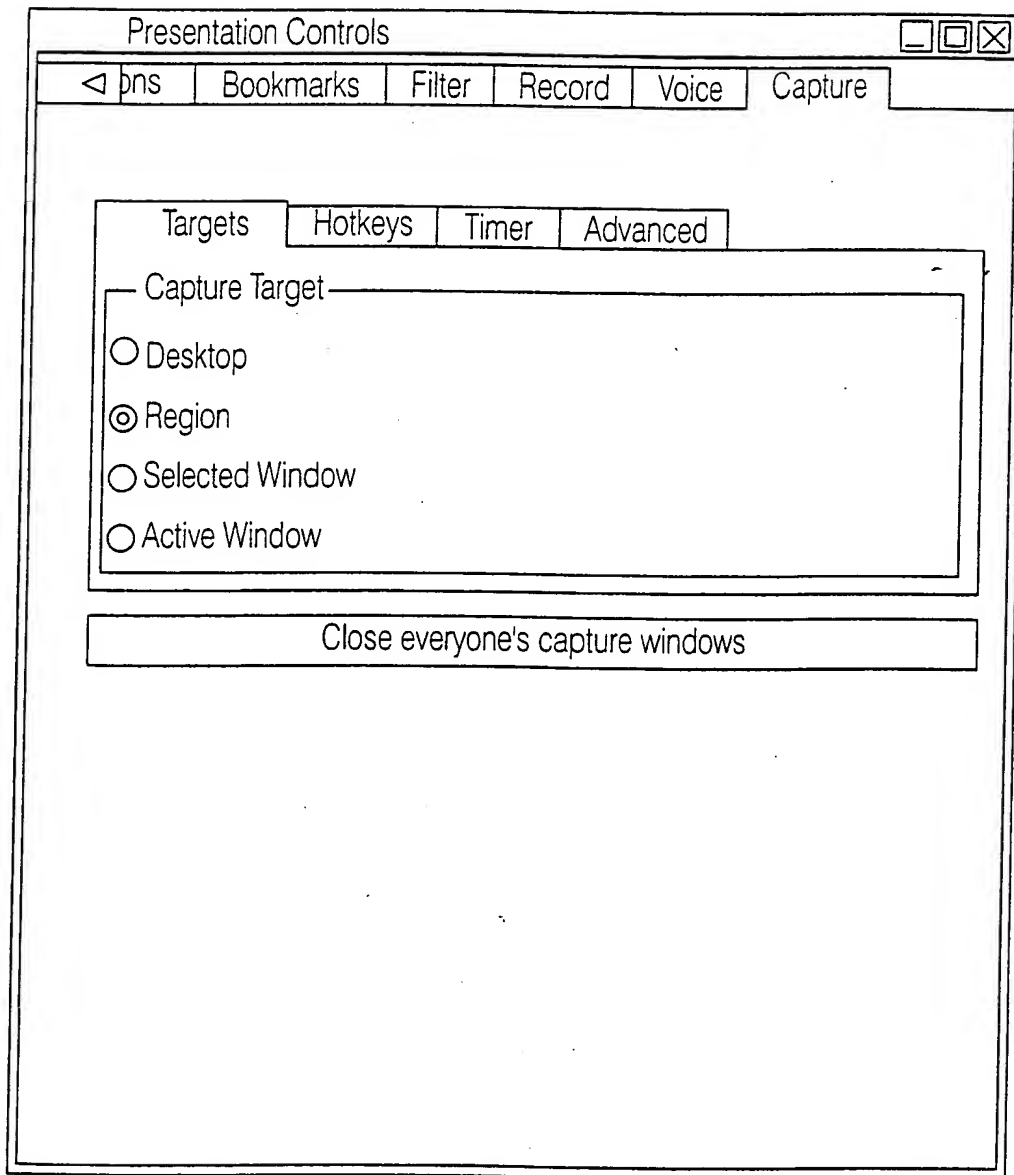 Presentation Controls
ons Bookmarks Filter Record Voice Capture
Targets Hotkeys Timer Advanced
Capture Target
Desktop
Region
Selected Window
Active Window
Close everyone's capture windows